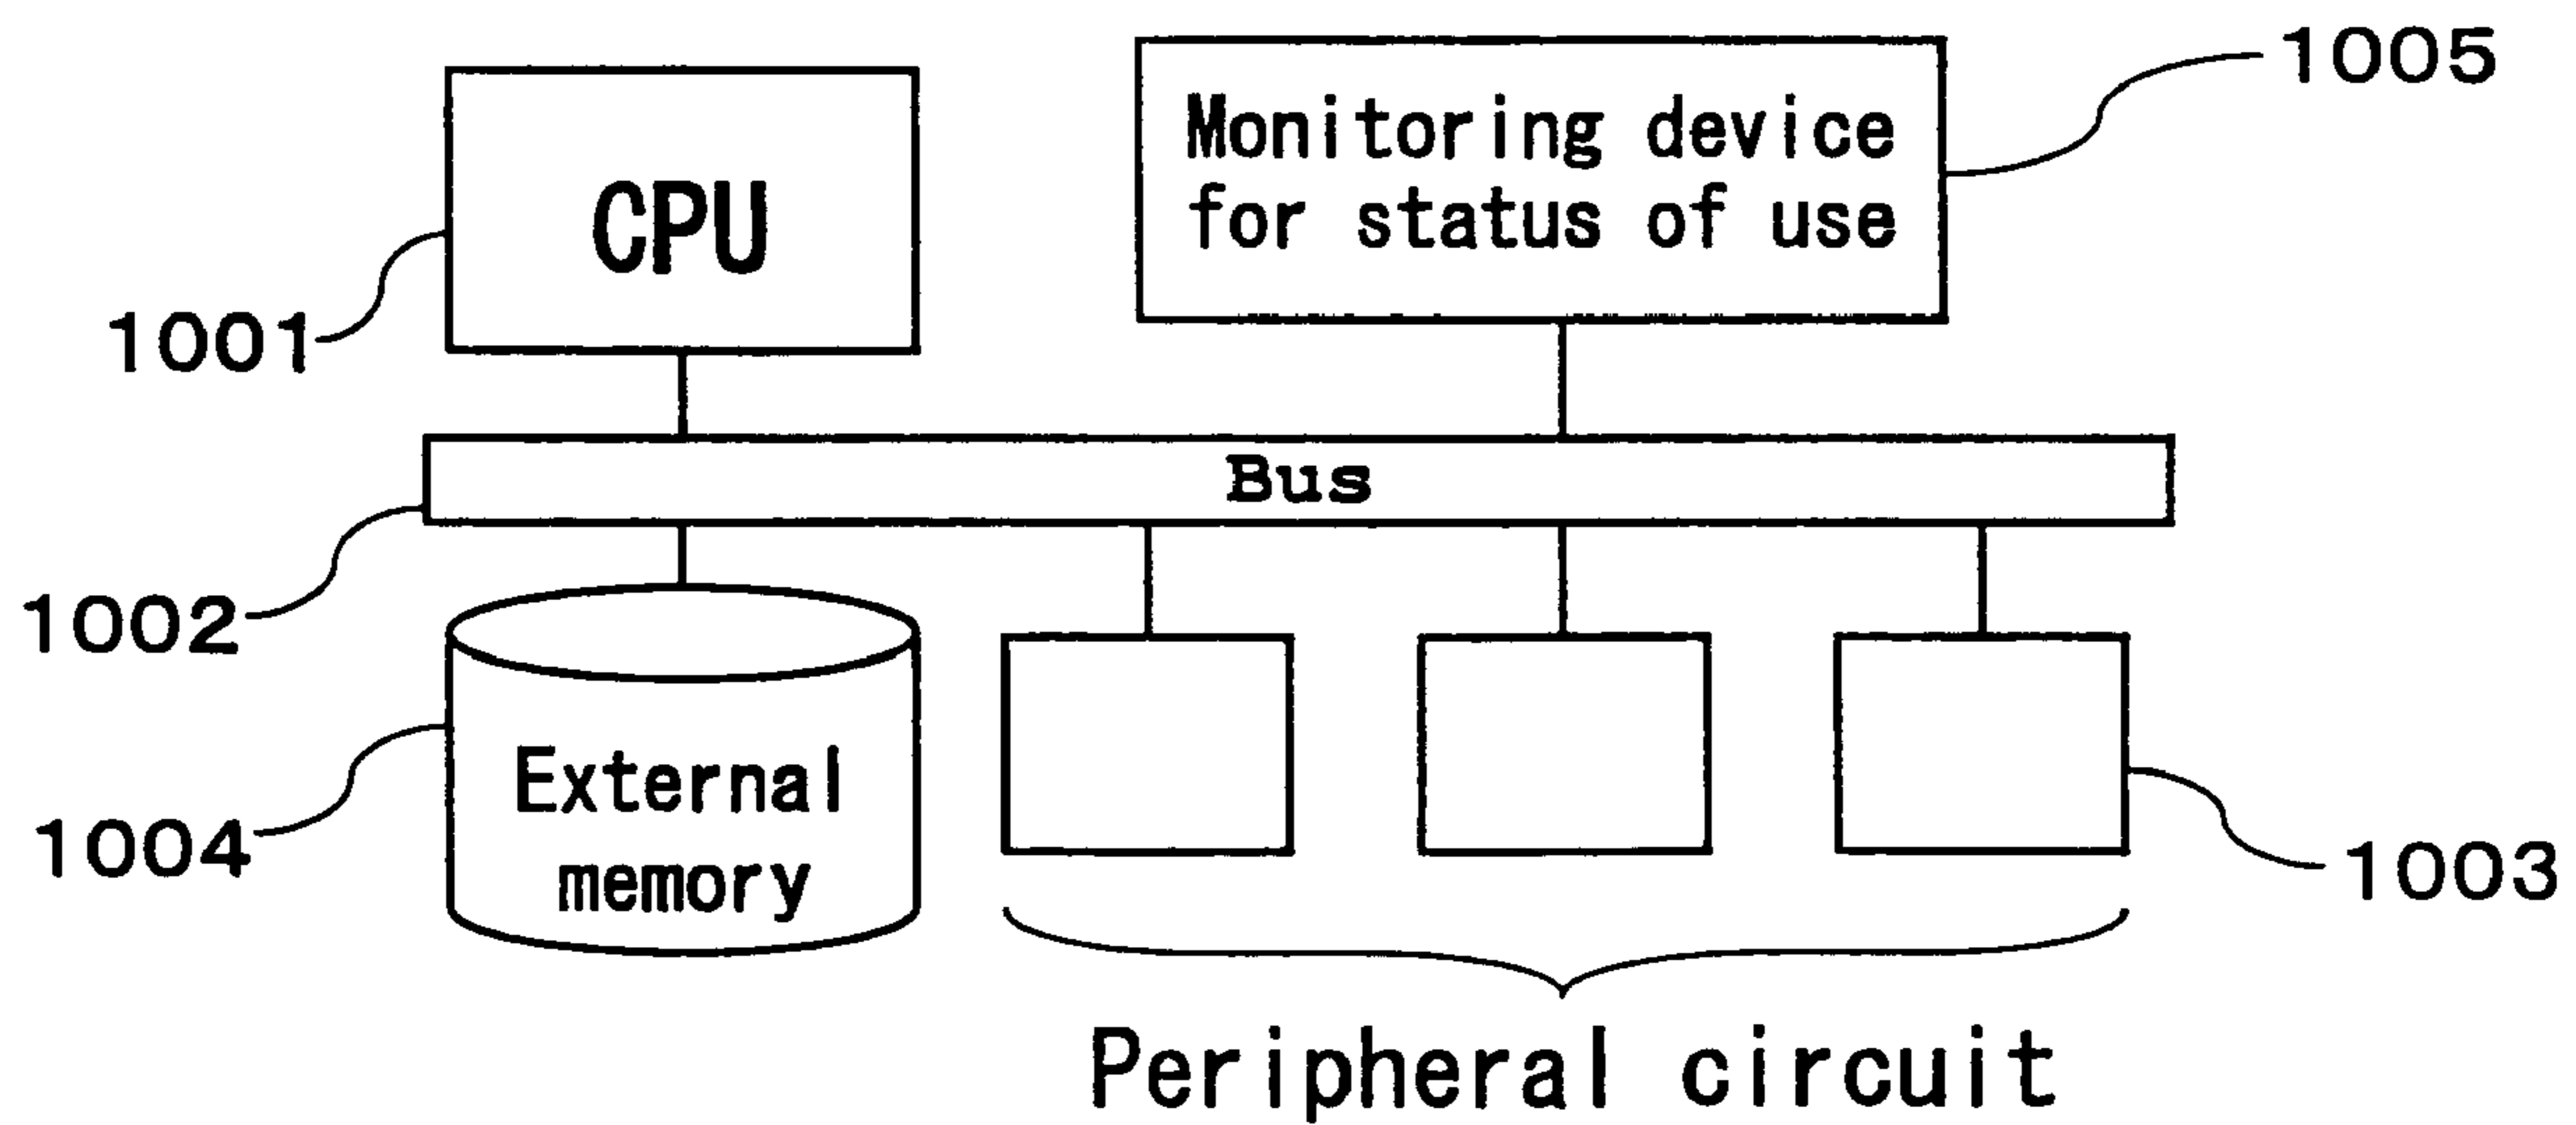 1005
Monitoring device
for status of use
CPU
1001
Bus
1002
External
memory
1004
1003
Peripheral circuit